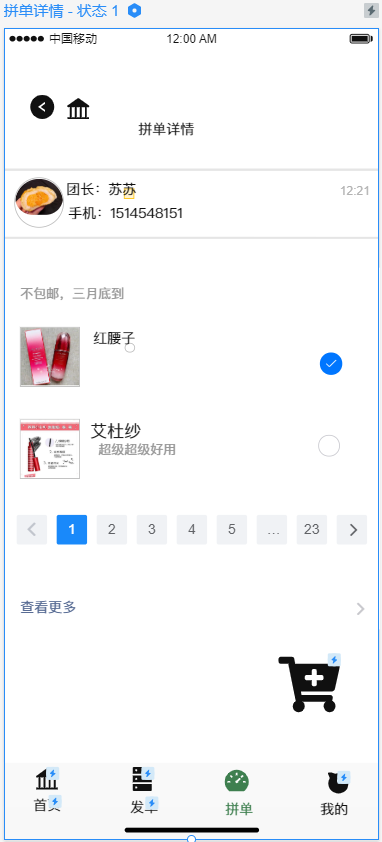 拼单详情 - 状态 1
中国移动 12:00 AM
拼单详情
团长：苏苏 12:21
手机：1514548151
不包邮，三月底到
红腰子
艾杜纱
超级超级好用
1 2 3 4 5 … 23
查看更多
首页 发单 拼单 我的